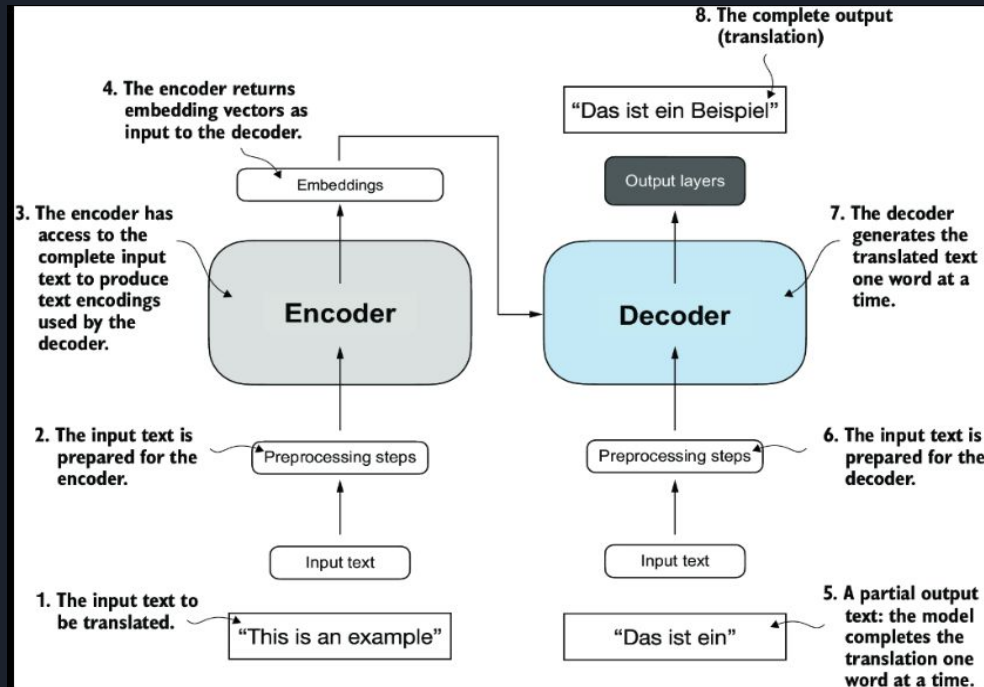 8. The complete output
(translation)
4. The encoder returns
embedding vectors as
input to the decoder.
“Das ist ein Beispiel”
Embeddings
Output layers
3. The encoder has
access to the
complete input
text to produce
text encodings
used by the
decoder.
7. The decoder
generates the
translated text
one word at a
time.
Encoder
Decoder
2. The input text is
prepared for the
encoder.
Preprocessing steps
Preprocessing steps
6. The input text is
prepared for the
decoder.
Input text
Input text
1. The input text to
be translated.
“This is an example”
“Das ist ein”
5. A partial output
text: the model
completes the
translation one
word at a time.